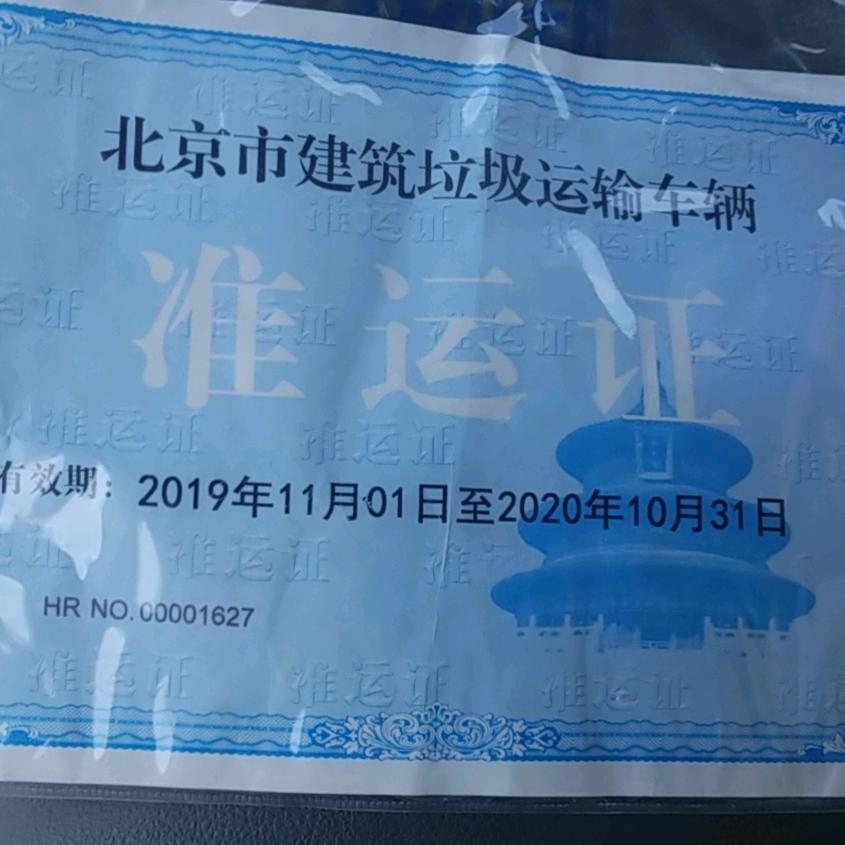 北京市建筑垃圾运输车辆
准运证
有效期：2019年11月01日至2020年10月31日
HR NO.00001627